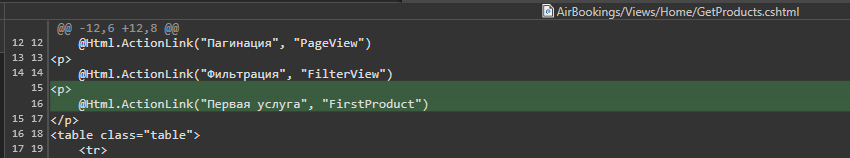 AirBookings/Views/Home/GetProducts.cshtml
@@ -12,6 +12,8 @@
12 12 @Html.ActionLink("Пагинация", "PageView")
13 13 <p>
14 14 @Html.ActionLink("Фильтрация", "FilterView")
15 <p>
16 @Html.ActionLink("Первая услуга", "FirstProduct")
15 17 </p>
16 18 <table class="table">
17 19 <tr>